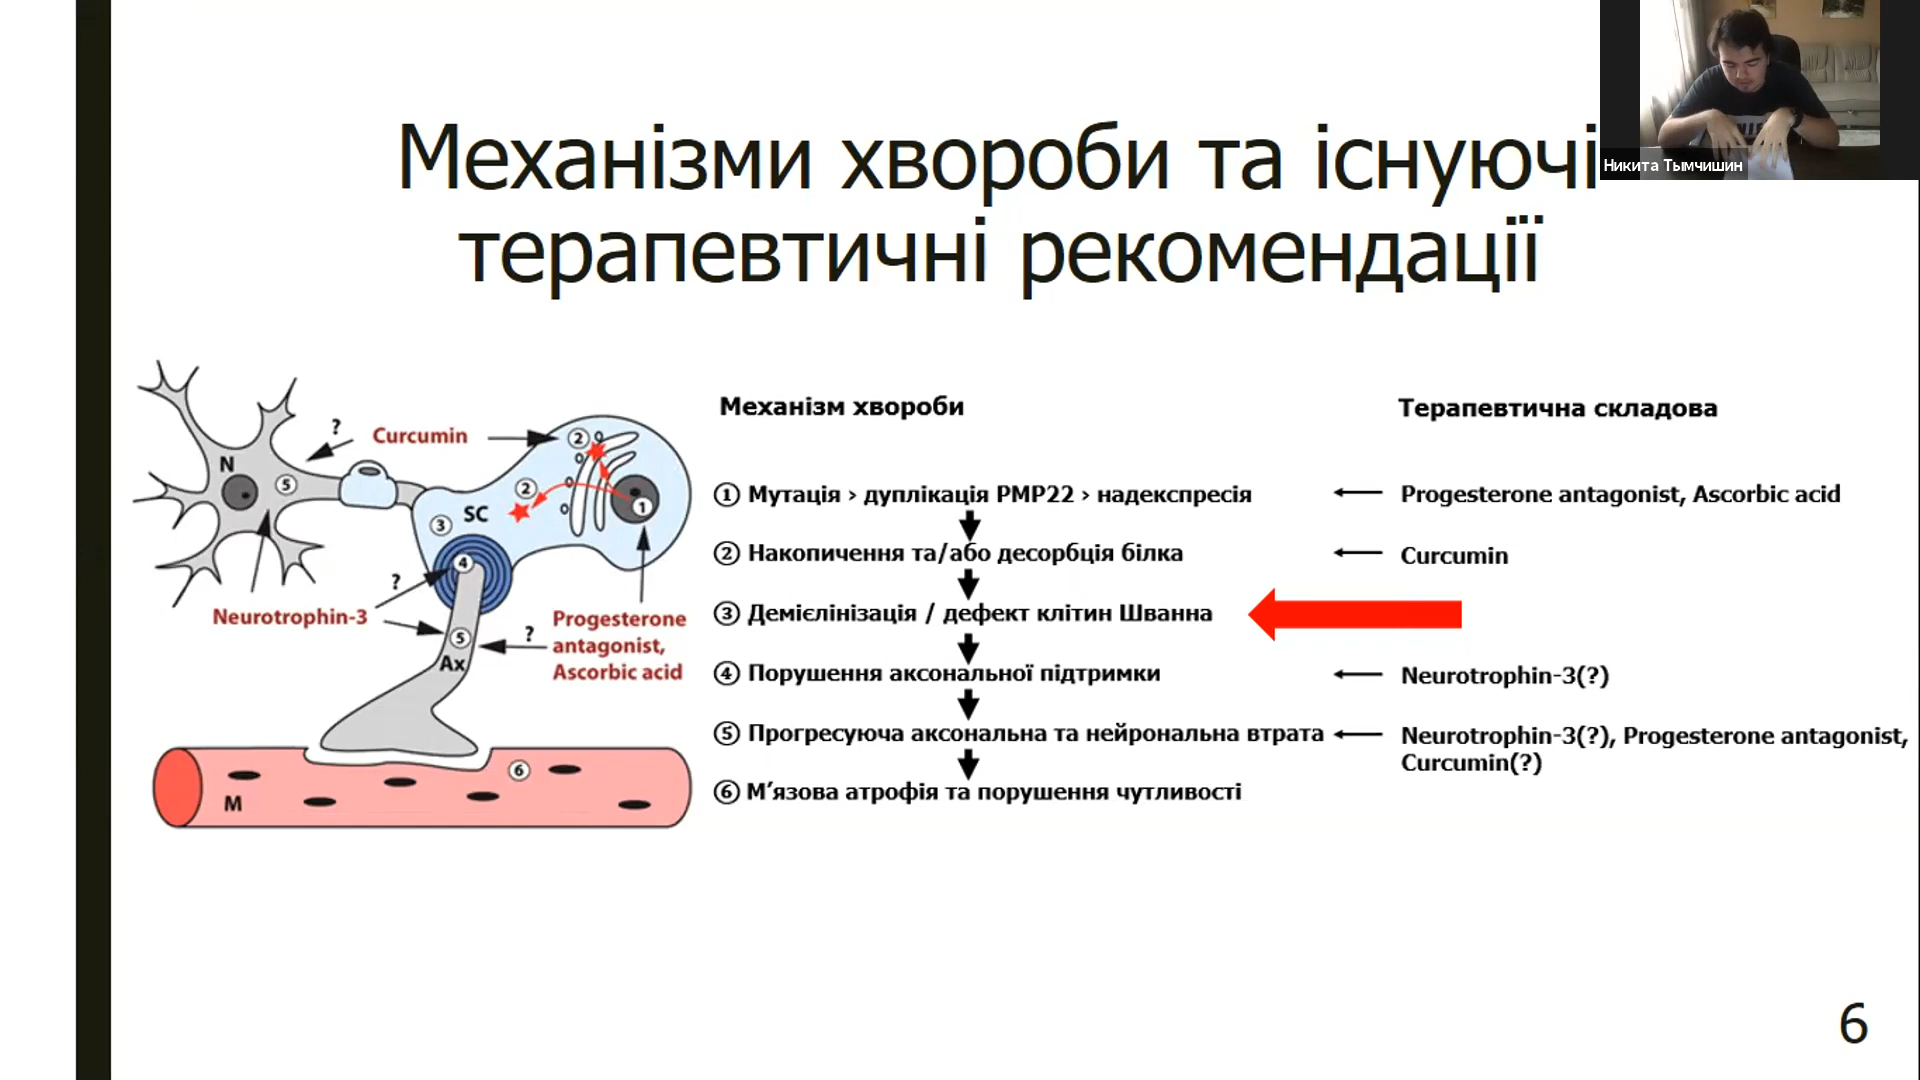 Механізми хвороби та існуючі
терапевтичні рекомендації
Никита Тымчишин
Механізм хвороби
Терапевтична складова
① Мутація › дуплікація PMP22 › надекспресія
Progesterone antagonist, Ascorbic acid
② Накопичення та/або десорбція білка
Curcumin
③ Демієлінізація / дефект клітин Шванна
④ Порушення аксональної підтримки
Neurotrophin-3(?)
⑤ Прогресуюча аксональна та нейрональна втрата
Neurotrophin-3(?), Progesterone antagonist,
Curcumin(?)
⑥ М’язова атрофія та порушення чутливості
?
Curcumin
②
N
⑤
②
①
SC
③
④
?
Neurotrophin-3
Progesterone
antagonist,
Ascorbic acid
?
⑤
Ax
⑥
M
6